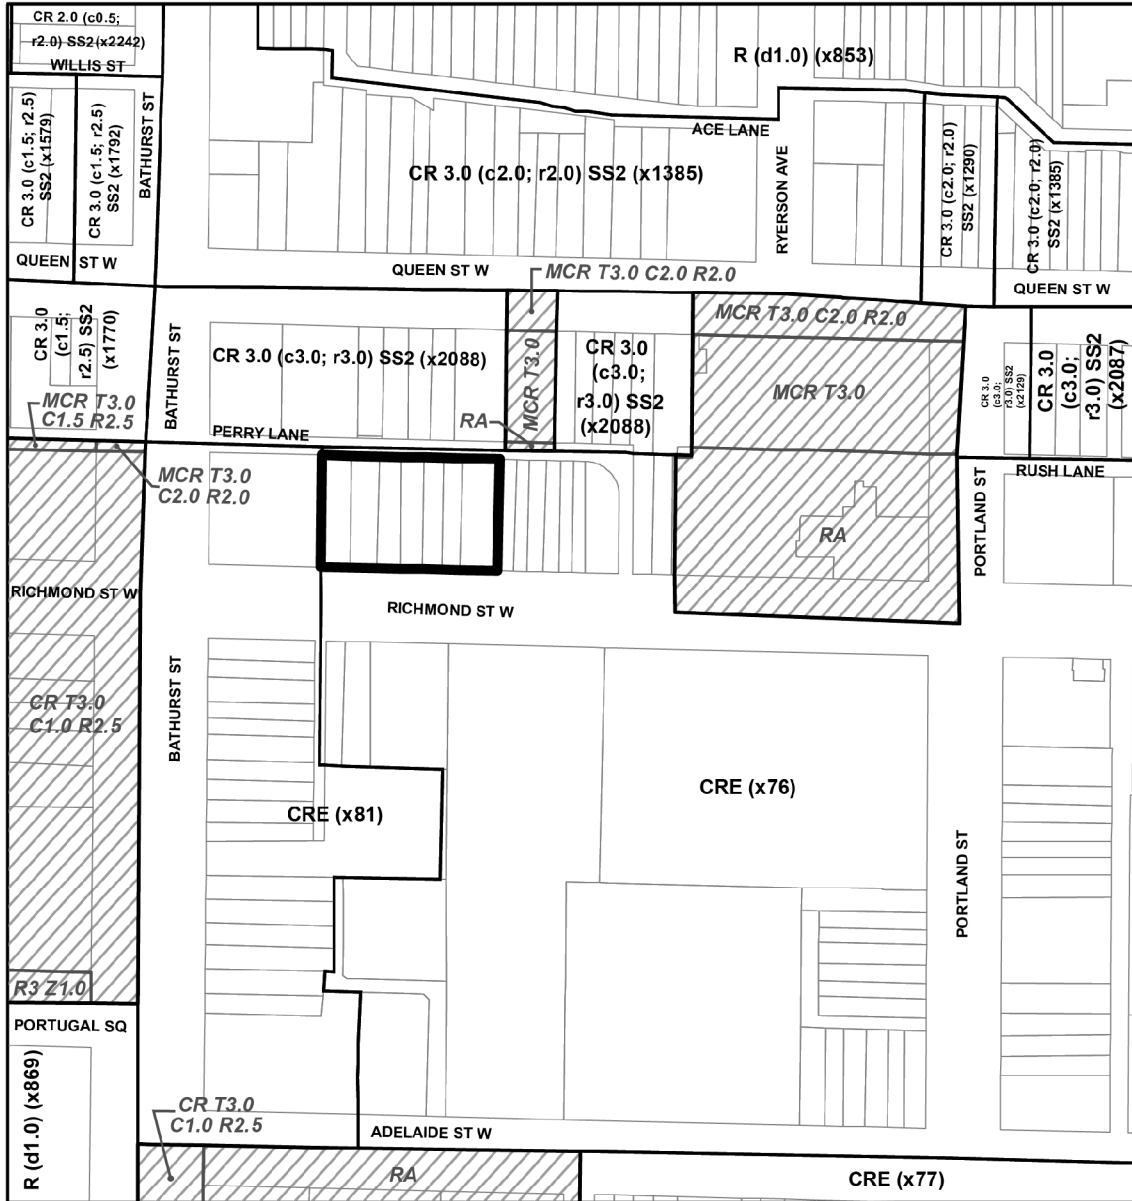 CR 2.0 (c0.5;
r2.0) SS2 (x2242)
WILLIS ST
R (d1.0) (x853)
CR 3.0 (c1.5; r2.5)
SS2 (x1579)
CR 3.0 (c1.5; r2.5)
SS2 (x1792)
BATHURST ST
ACE LANE
CR 3.0 (c2.0; r2.0) SS2 (x1385)
RYERSON AVE
CR 3.0 (c2.0; r2.0)
SS2 (x1290)
CR 3.0 (c2.0; r2.0)
SS2 (x1385)
QUEEN ST W
QUEEN ST W
MCR T3.0 C2.0 R2.0
QUEEN ST W
CR 3.0
(c1.5;
r2.5) SS2
(x1770)
BATHURST ST
CR 3.0 (c3.0; r3.0) SS2 (x2088)
MCR T3.0
CR 3.0
(c3.0;
r3.0) SS2
(x2088)
MCR T3.0 C2.0 R2.0
MCR T3.0
CR 3.0
(c3.0;
r3.0) SS2
(x2129)
CR 3.0
(c3.0;
r3.0) SS2
(x2087)
MCR T3.0
C1.5 R2.5
RA
PERRY LANE
MCR T3.0
C2.0 R2.0
RUSH LANE
PORTLAND ST
RA
RICHMOND ST W
RICHMOND ST W
BATHURST ST
CR T3.0
C1.0 R2.5
CRE (x81)
CRE (x76)
PORTLAND ST
R3 Z1.0
PORTUGAL SQ
R (d1.0) (x869)
CR T3.0
C1.0 R2.5
ADELAIDE ST W
RA
CRE (x77)